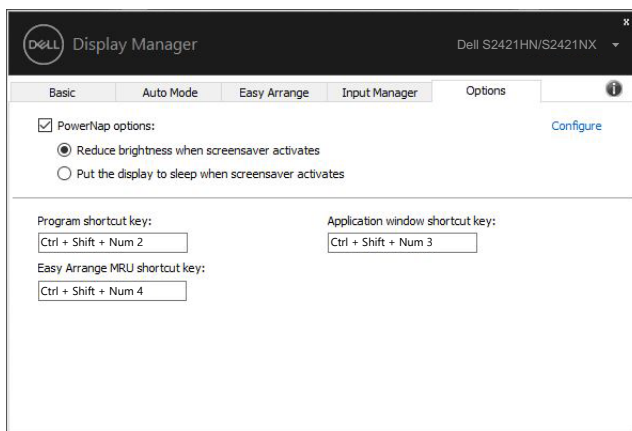 x
DELL Display Manager
Dell S2421HN/S2421NX
Basic
Auto Mode
Easy Arrange
Input Manager
Options
i
PowerNap options:
Configure
Reduce brightness when screensaver activates
Put the display to sleep when screensaver activates
Program shortcut key:
Application window shortcut key:
Ctrl + Shift + Num 2
Ctrl + Shift + Num 3
Easy Arrange MRU shortcut key:
Ctrl + Shift + Num 4